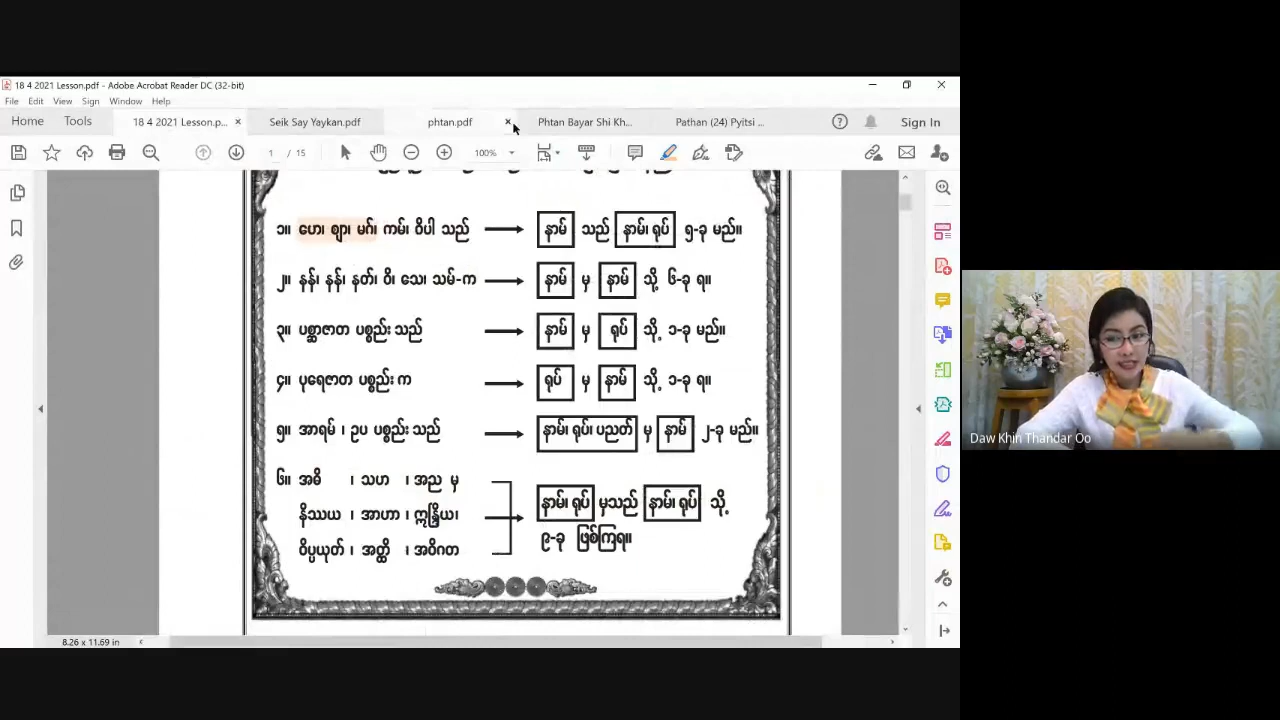 18 4 2021 Lesson.pdf - Adobe Acrobat Reader DC (32-bit)
File Edit View Sign Window Help
Home Tools 18 4 2021 Lesson.p... Seik Say Yaykan.pdf phtan.pdf Phtan Bayar Shi Kh... Pathan (24) Pyitsi ... Sign In
1 / 15 100%
၁။ ဟေ၊ ဈာ၊ မဂ်၊ ကမ်၊ ဝိပါ သည် နာမ် သည် နာမ်၊ ရုပ် ၅-ခု မည်။
၂။ နန်၊ နန်၊ နတ်၊ ဝိ၊ သေ၊ သမ်-က နာမ် မှ နာမ် သို့ ၆-ခု ရ။
၃။ ပစ္ဆာဇာတ ပစ္စည်း သည် နာမ် မှ ရုပ် သို့ ၁-ခု မည်။
၄။ ပုရေဇာတ ပစ္စည်း က ရုပ် မှ နာမ် သို့ ၁-ခု ရ။
၅။ အာရမ် ၊ ဥပ ပစ္စည်း သည် နာမ်၊ ရုပ်၊ ပညတ် မှ နာမ် ၂-ခု မည်။
၆။ အဓိ ၊ သဟ ၊ အည မှ
နိဿယ ၊ အာဟာ ၊ ဣန္ဒြိယ၊ နာမ်၊ ရုပ် မှသည် နာမ်၊ ရုပ် သို့
ဝိပ္ပယုတ် ၊ အတ္ထိ ၊ အဝိဂတ ၉-ခု ဖြစ်ကြရ။
8.26 x 11.69 in
Daw Khin Thandar Oo